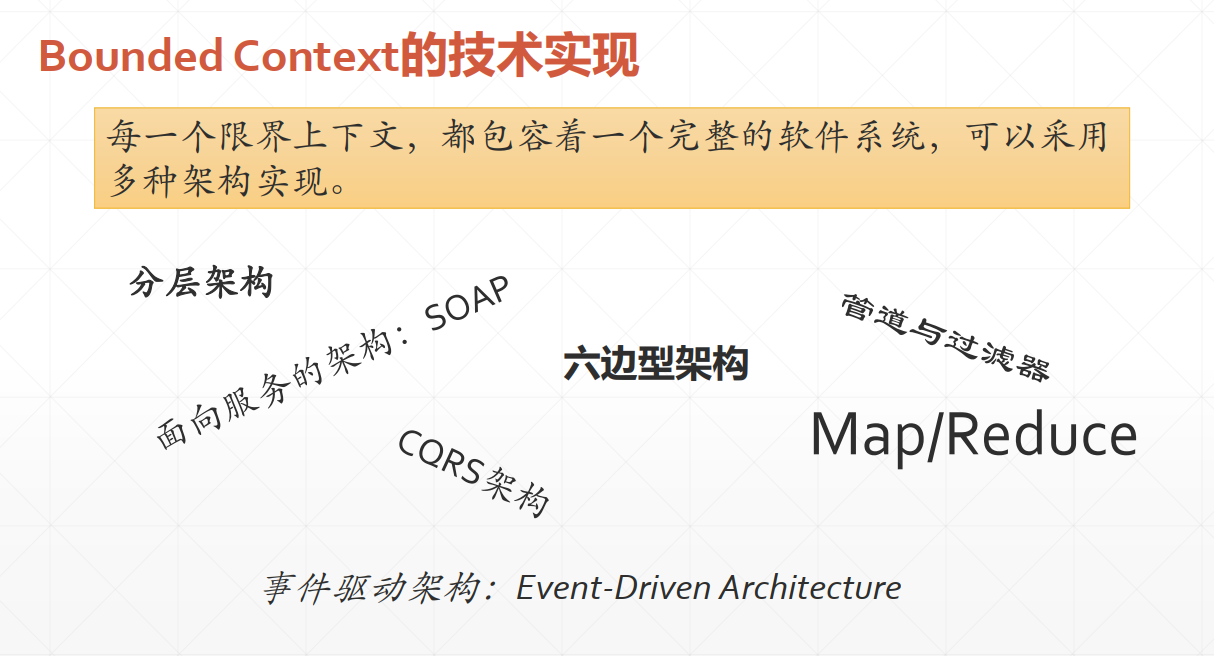 Bounded Context的技术实现
每一个限界上下文，都包容着一个完整的软件系统，可以采用
多种架构实现。
分层架构
面向服务的架构：SOAP
六边型架构
管道与过滤器
CQRS架构
Map/Reduce
事件驱动架构：Event-Driven Architecture